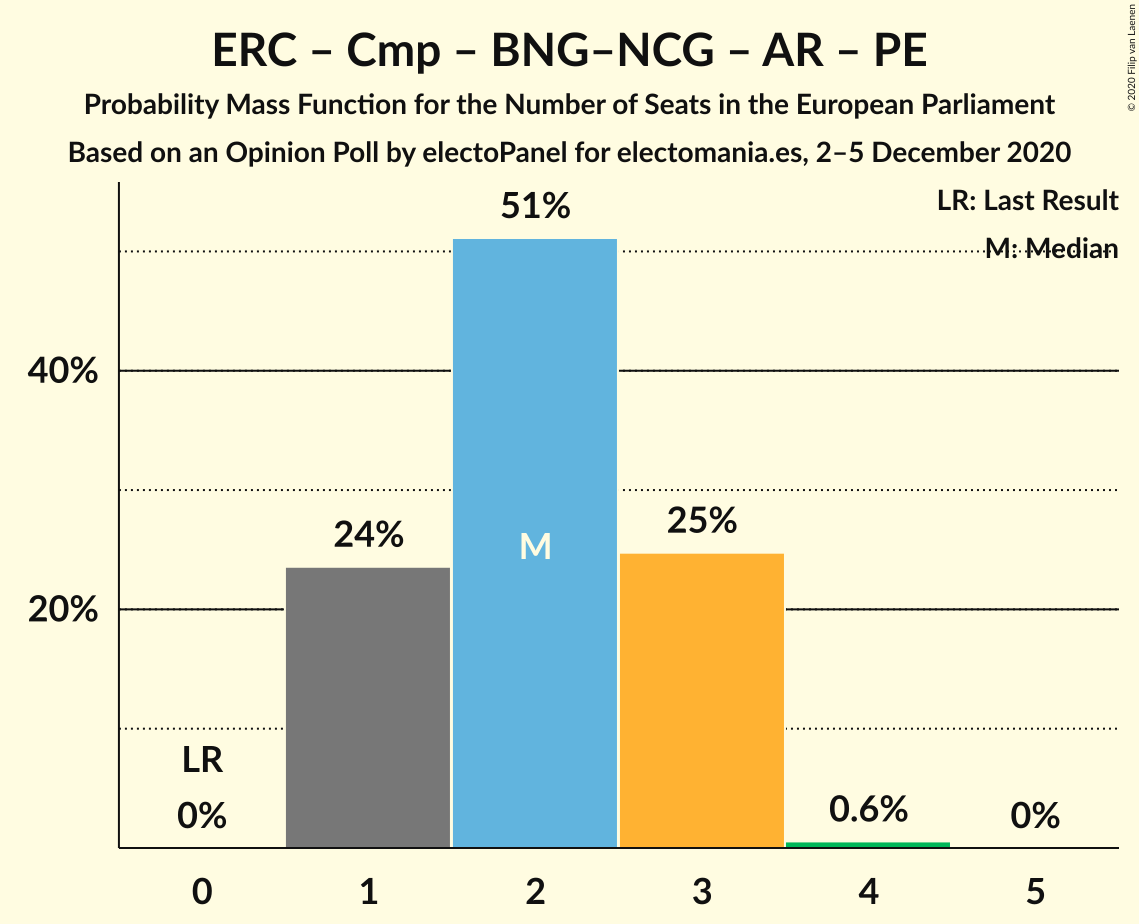 ERC – Cmp – BNG–NCG – AR – PE
Probability Mass Function for the Number of Seats in the European Parliament
Based on an Opinion Poll by electoPanel for electomania.es, 2–5 December 2020
© 2020 Filip van Laenen
LR: Last Result
M: Median
51%
40%
25%
24%
M
20%
LR
0%
0.6%
0%
0 1 2 3 4 5